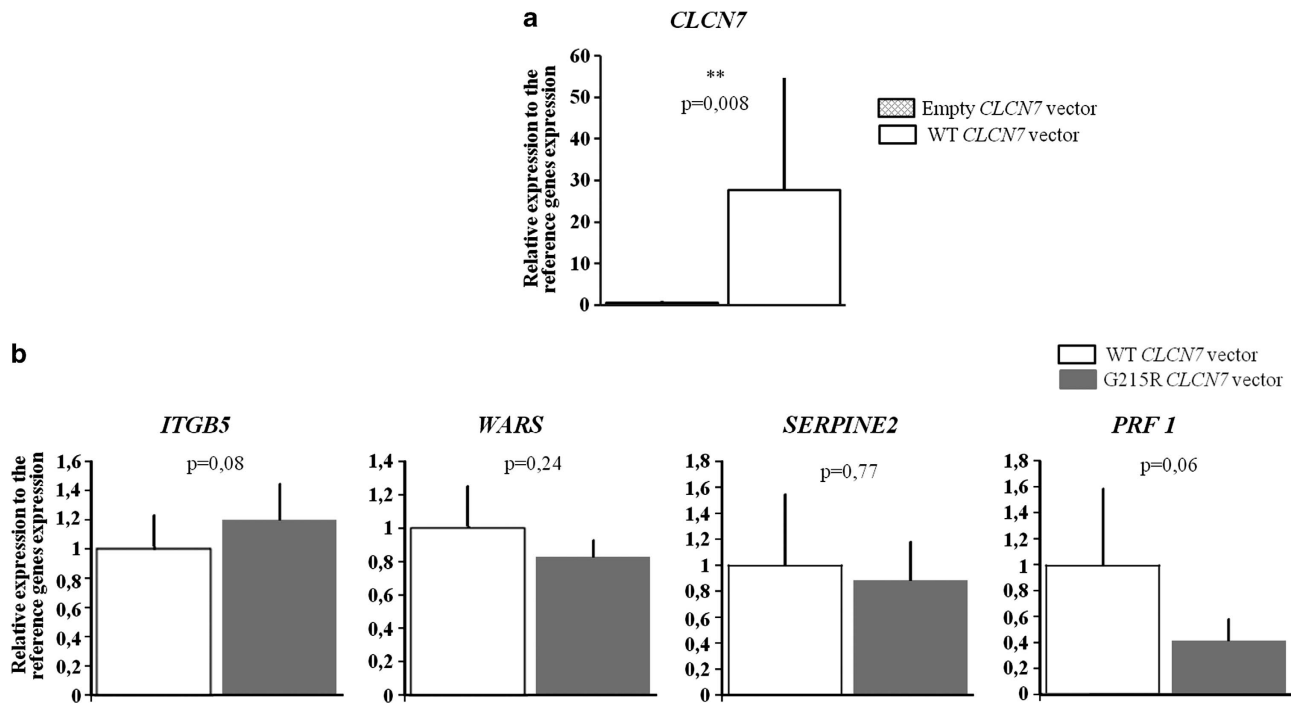 a
CLCN7
Relative expression to the
reference genes expression
60
50
40
30
20
10
0
**
p=0,008
Empty CLCN7 vector
WT CLCN7 vector
b
WT CLCN7 vector
G215R CLCN7 vector
ITGB5
Relative expression to the
reference genes expression
1,6
1,4
1,2
1
0,8
0,6
0,4
0,2
0
p=0,08
WARS
1,4
1,2
1
0,8
0,6
0,4
0,2
0
p=0,24
SERPINE2
1,8
1,6
1,4
1,2
1
0,8
0,6
0,4
0,2
0
p=0,77
PRF 1
1,8
1,6
1,4
1,2
1
0,8
0,6
0,4
0,2
0
p=0,06